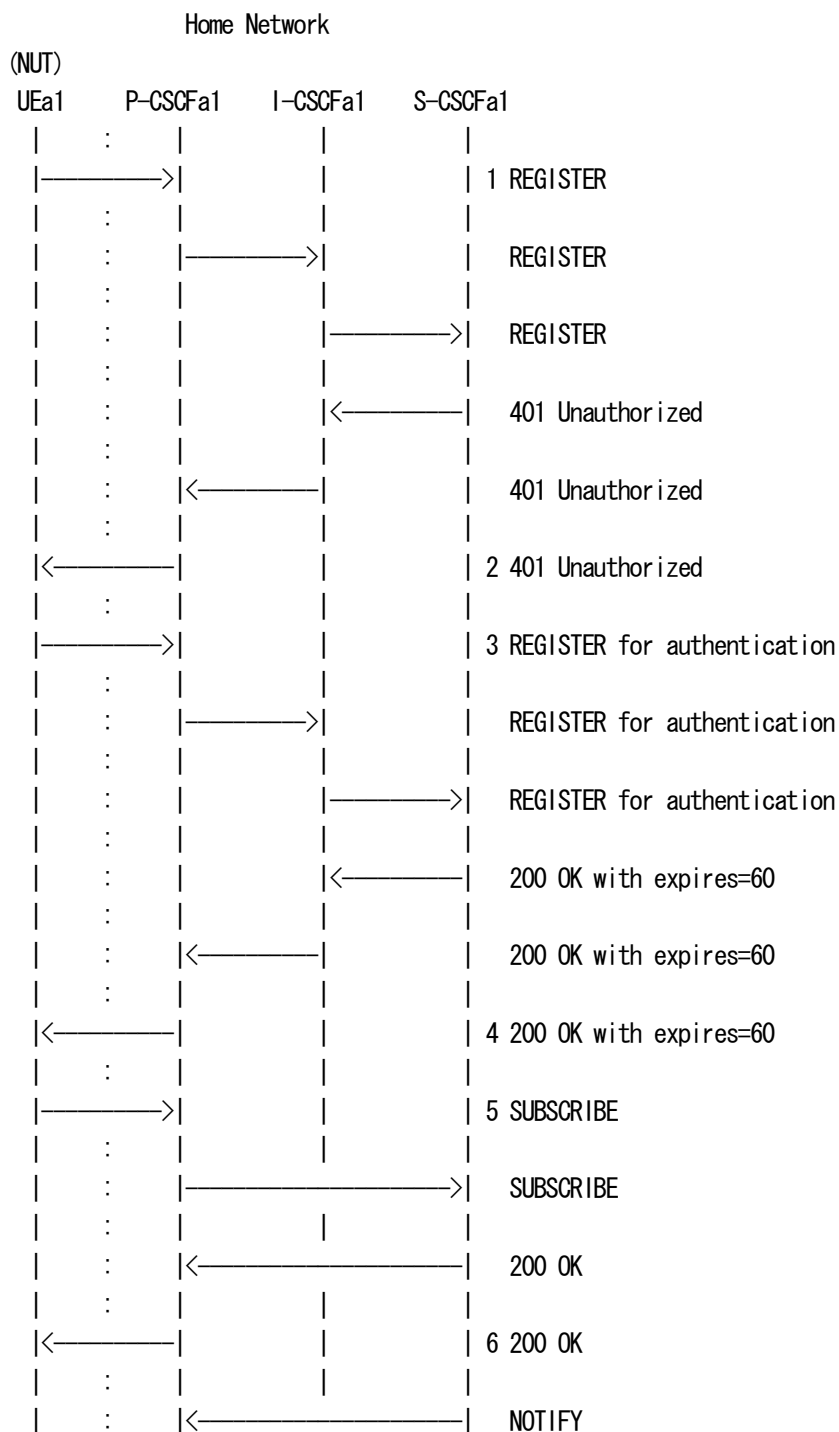 Home Network
(NUT)
UEa1 P-CSCFa1 I-CSCFa1 S-CSCFa1
1 REGISTER
REGISTER
REGISTER
401 Unauthorized
401 Unauthorized
2 401 Unauthorized
3 REGISTER for authentication
REGISTER for authentication
REGISTER for authentication
200 OK with expires=60
200 OK with expires=60
4 200 OK with expires=60
5 SUBSCRIBE
SUBSCRIBE
200 OK
6 200 OK
NOTIFY